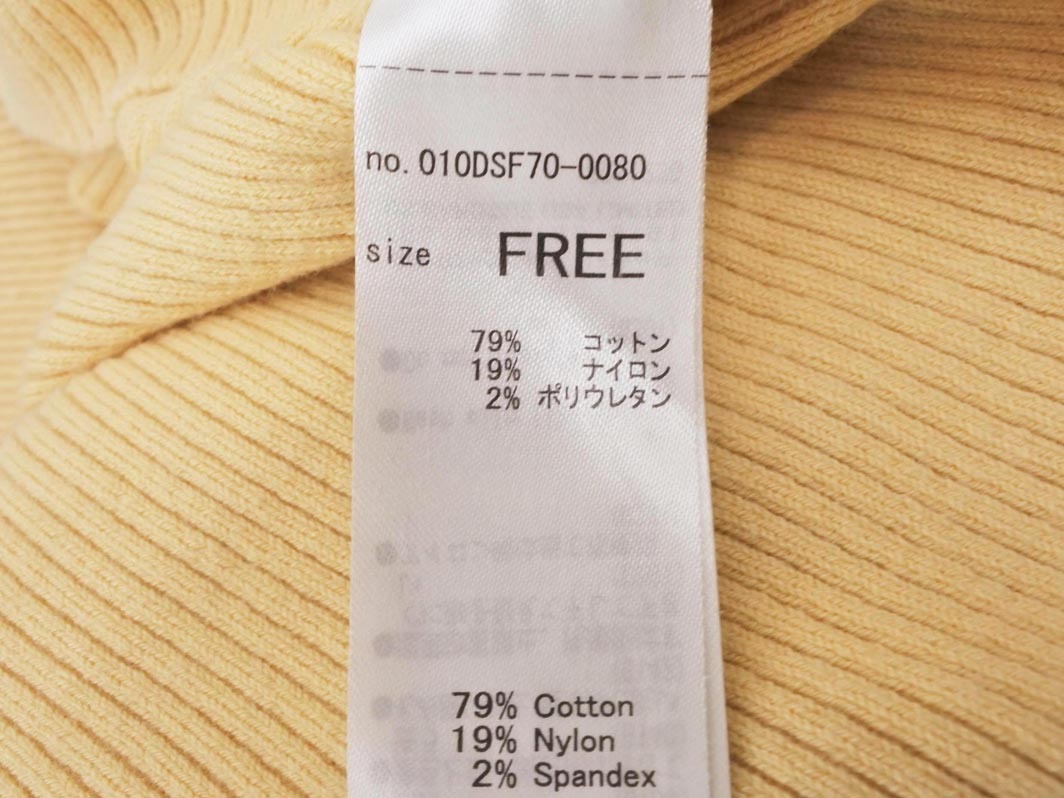 no. 010DSF70-0080
size FREE
79% コットン
19% ナイロン
2% ポリウレタン
79% Cotton
19% Nylon
2% Spandex